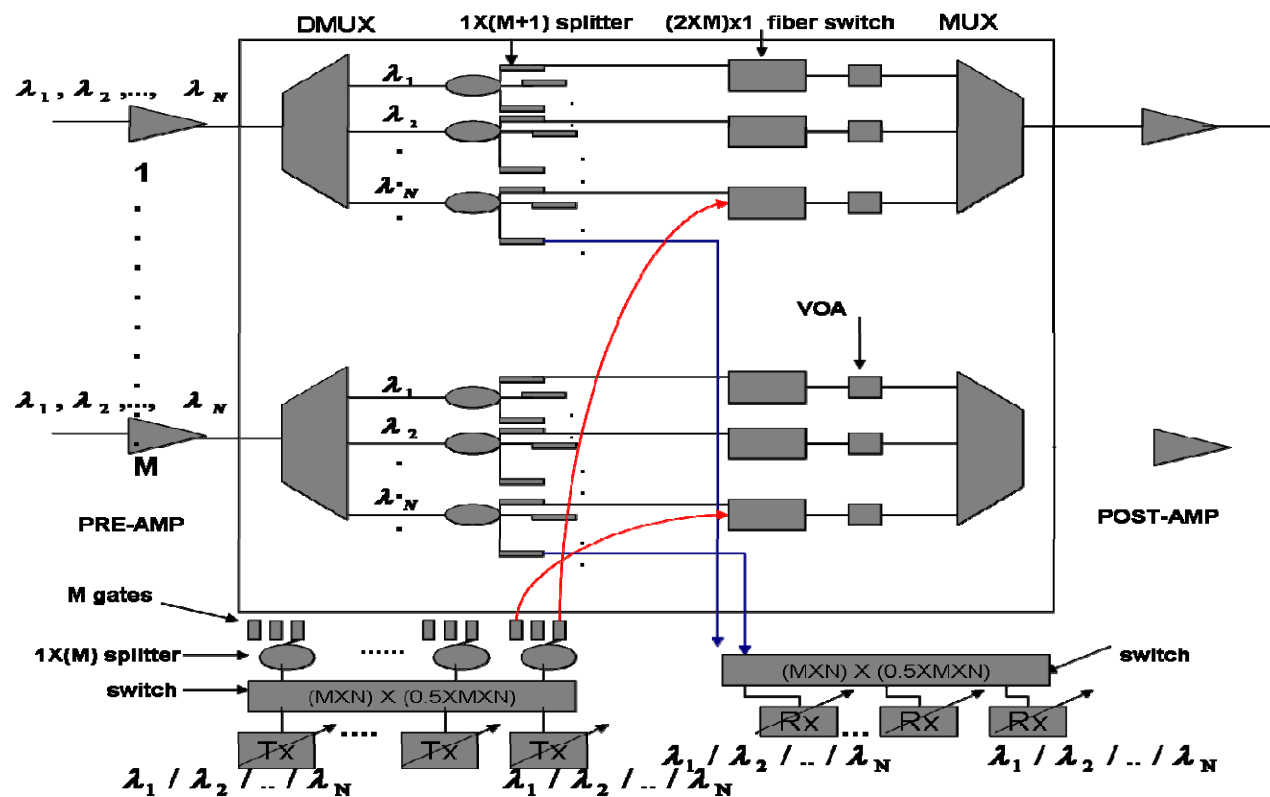 DMUX
1X(M+1) splitter
(2XM)x1 fiber switch
MUX
λ1 , λ2 ,..., λN
λ1
λ2
λN
1
VOA
λ1 , λ2 ,..., λN
λ1
λ2
λN
M
PRE-AMP
POST-AMP
M gates
1X(M) splitter
switch
(MXN) X (0.5XMXN)
Tx
Tx
Tx
λ1 / λ2 / .. / λN
λ1 / λ2 / .. / λN
(MXN) X (0.5XMXN)
switch
Rx
Rx
Rx
λ1 / λ2 / .. / λN
λ1 / λ2 / .. / λN